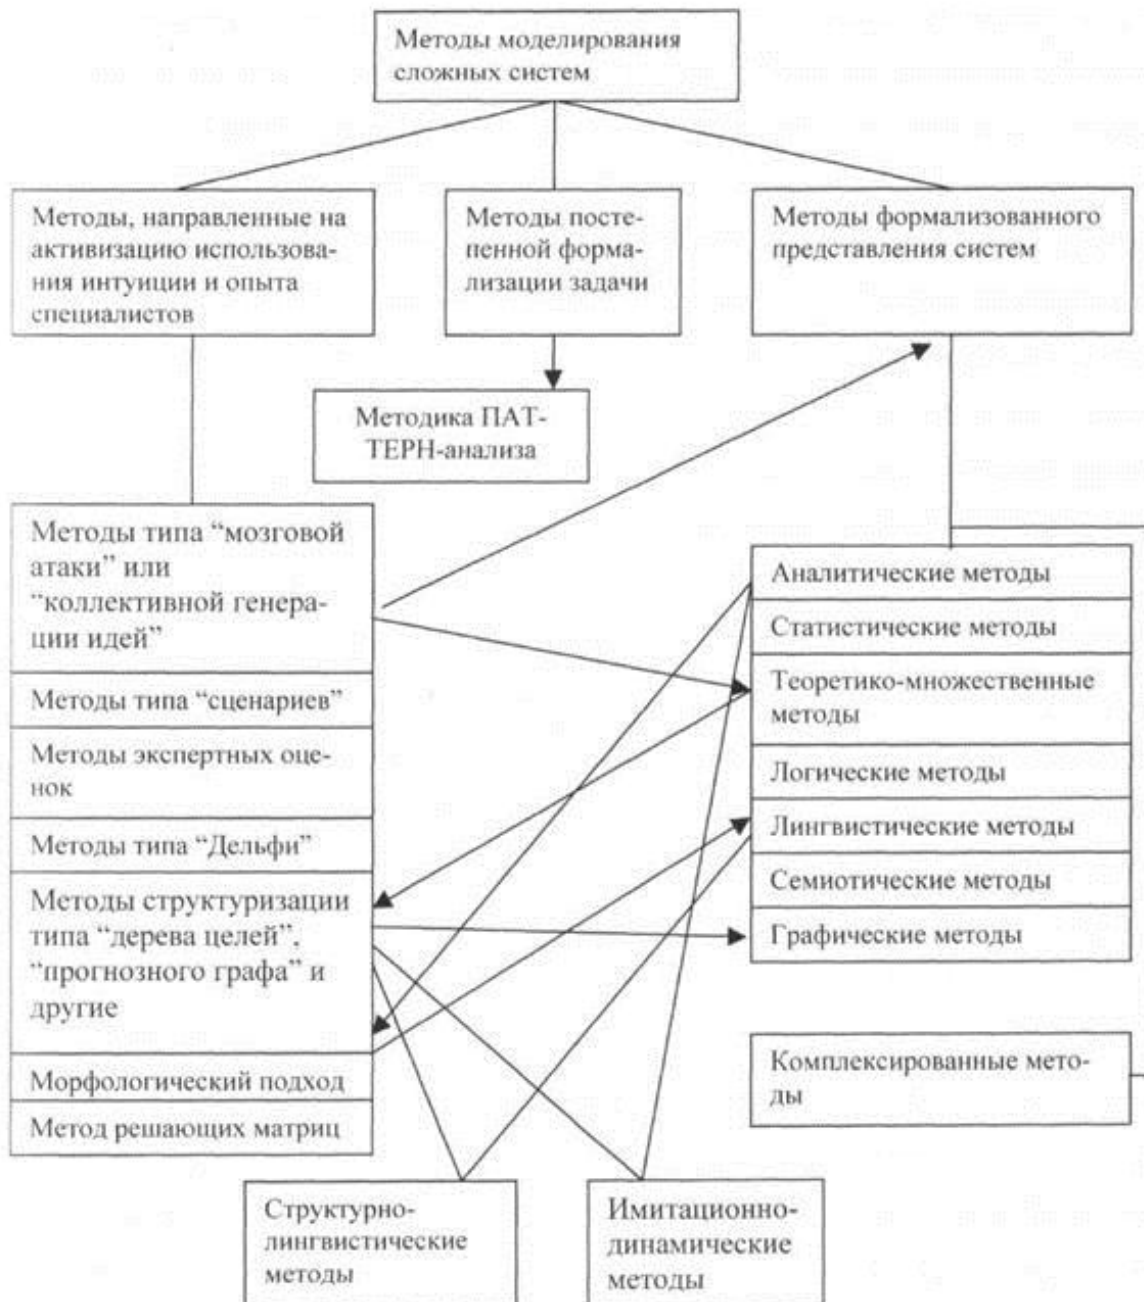 Методы моделирования
сложных систем
Методы, направленные на
активизацию использова-
ния интуиции и опыта
специалистов
Методы посте-
пенной форма-
лизации задачи
Методы формализованного
представления систем
Методика ПАТ-
ТЕРН-анализа
Методы типа “мозговой
атаки” или
“коллективной генера-
ции идей”
Методы типа “сценариев”
Методы экспертных оце-
нок
Методы типа “Дельфи”
Методы структуризации
типа “дерева целей”,
“прогнозного графа” и
другие
Морфологический подход
Метод решающих матриц
Аналитические методы
Статистические методы
Теоретико-множественные
методы
Логические методы
Лингвистические методы
Семиотические методы
Графические методы
Комплексированные мето-
ды
Структурно-
лингвистические
методы
Имитационно-
динамические
методы